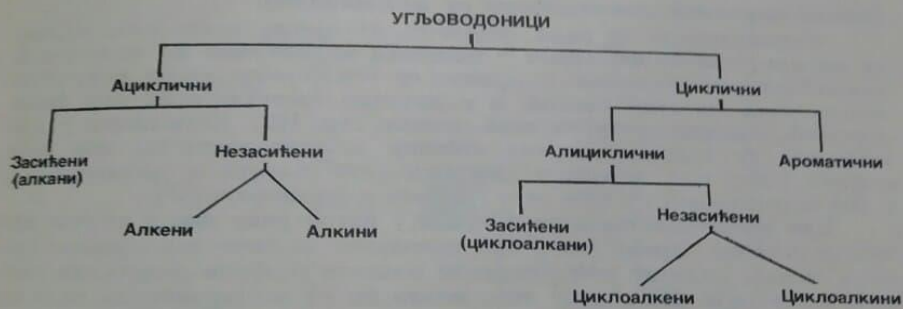 УГЉОВОДОНИЦИ
Ациклични
Циклични
Засићени
(алкани)
Незасићени
Алициклични
Ароматични
Алкени
Алкини
Засићени
(циклоалкани)
Незасићени
Циклоалкени
Циклоалкини